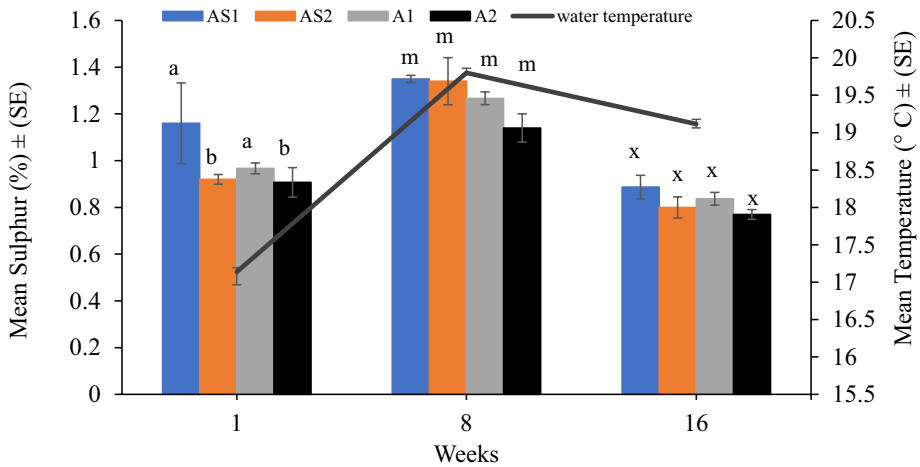 AS1 AS2 A1 A2 water temperature
Mean Sulphur (%) ± (SE)
1.6
1.4
1.2
1
0.8
0.6
0.4
0.2
0
a b a b
m m m m
x x x x
20.5
20
19.5
19
18.5
18
17.5
17
16.5
16
15.5
Mean Temperature (° C) ± (SE)
1 8 16
Weeks